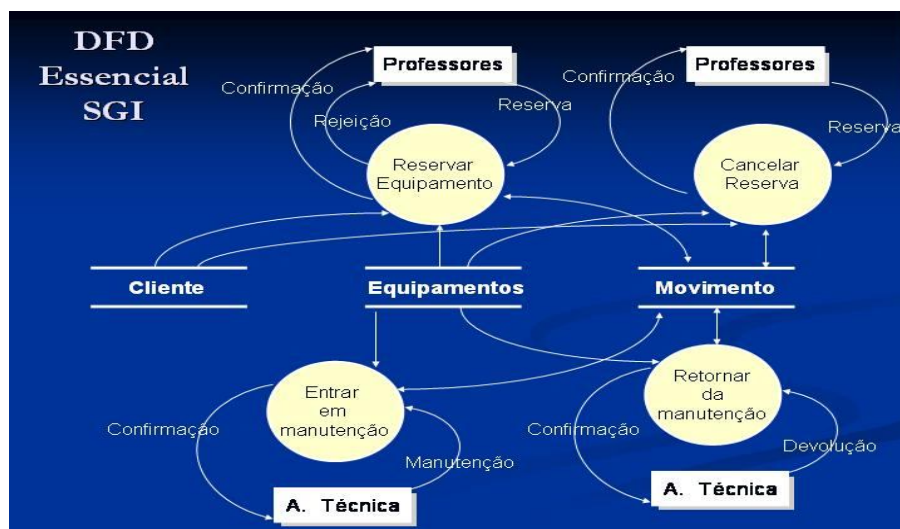 DFD
Essencial
SGI
Professores
Professores
Confirmação
Confirmação
Rejeição
Reserva
Reserva
Reservar
Equipamento
Cancelar
Reserva
Cliente
Equipamentos
Movimento
Entrar
em
manutenção
Retornar
da
manutenção
Confirmação
Manutenção
Confirmação
Devolução
A. Técnica
A. Técnica